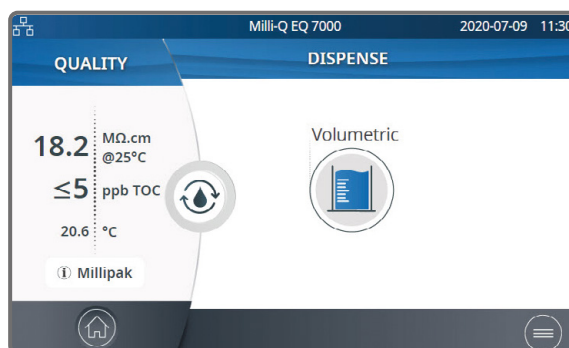 Milli-Q EQ 7000
2020-07-09 11:30
QUALITY
DISPENSE
18.2 MΩ.cm
@25°C
≤5 ppb TOC
20.6 °C
ⓘ Millipak
Volumetric